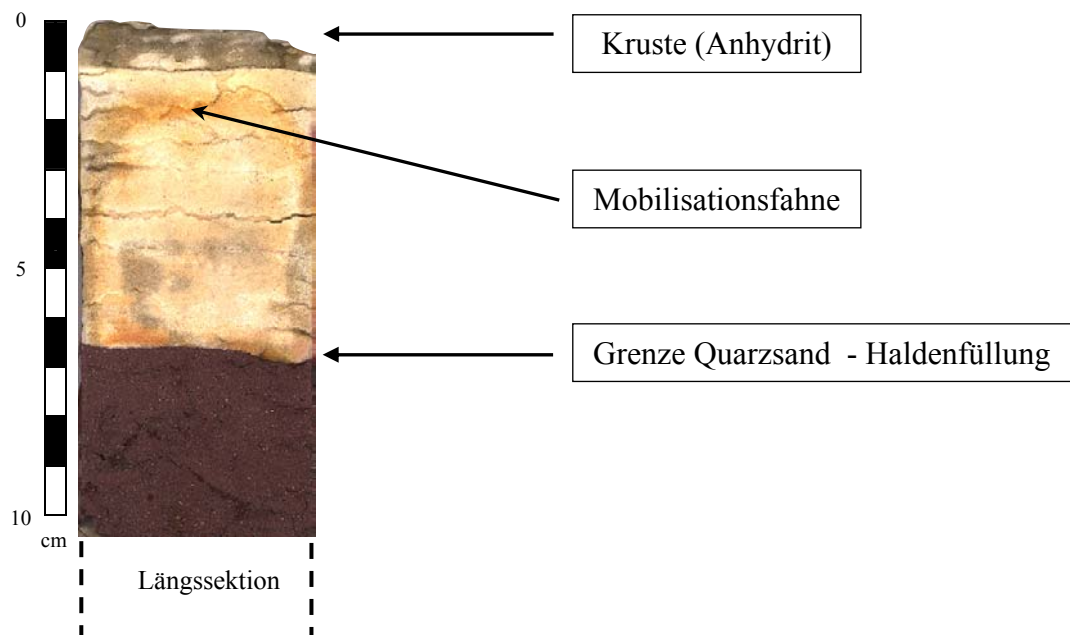 0
Kruste (Anhydrit)
Mobilisationsfahne
5
Grenze Quarzsand - Haldenfüllung
10
cm
Längssektion